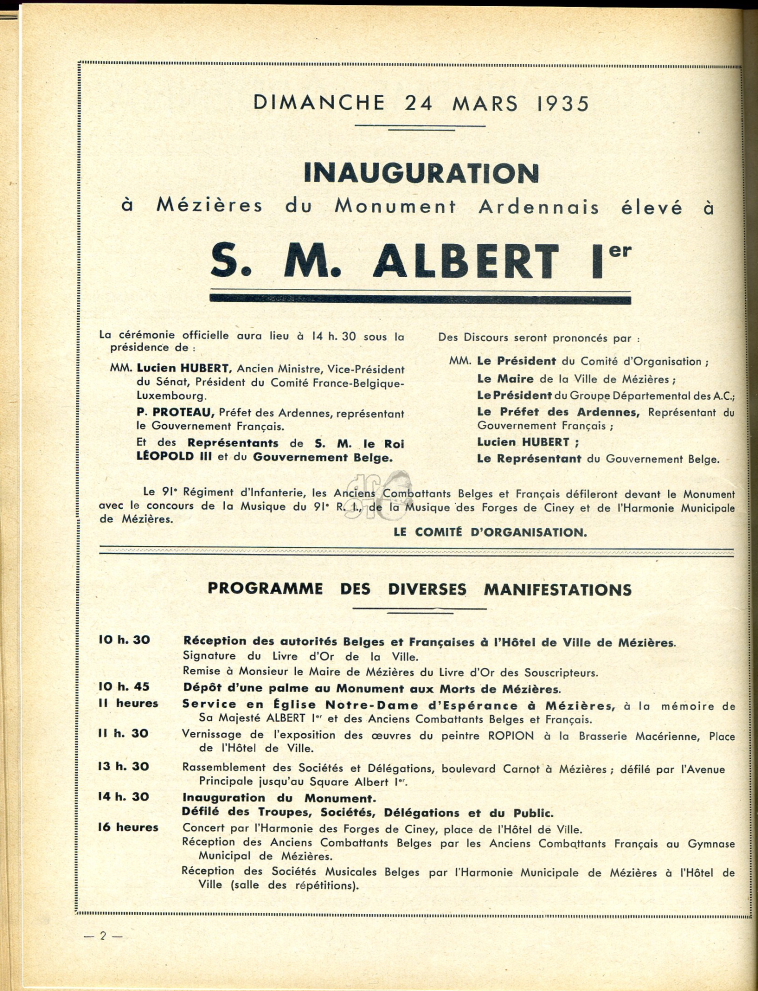 DIMANCHE 24 MARS 1935
INAUGURATION
à Mézières du Monument Ardennais élevé à
S. M. ALBERT Ier
La cérémonie officielle aura lieu à 14 h. 30 sous la
présidence de :
MM. Lucien HUBERT, Ancien Ministre, Vice-Président
du Sénat, Président du Comité France-Belgique-
Luxembourg.
P. PROTEAU, Préfet des Ardennes, représentant
le Gouvernement Français.
Et des Représentants de S. M. le Roi
LÉOPOLD III et du Gouvernement Belge.
Des Discours seront prononcés par :
MM. Le Président du Comité d'Organisation ;
Le Maire de la Ville de Mézières ;
Le Président du Groupe Départemental des A.C.;
Le Préfet des Ardennes, Représentant du
Gouvernement Français ;
Lucien HUBERT ;
Le Représentant du Gouvernement Belge.
Le 91e Régiment d'Infanterie, les Anciens Combattants Belges et Français défileront devant le Monument
avec le concours de la Musique du 91e R. I., de la Musique des Forges de Ciney et de l'Harmonie Municipale
de Mézières.
LE COMITÉ D'ORGANISATION.
PROGRAMME DES DIVERSES MANIFESTATIONS
10 h. 30 Réception des autorités Belges et Françaises à l'Hôtel de Ville de Mézières.
Signature du Livre d'Or de la Ville.
Remise à Monsieur le Maire de Mézières du Livre d'Or des Souscripteurs.
10 h. 45 Dépôt d'une palme au Monument aux Morts de Mézières.
11 heures Service en Église Notre-Dame d'Espérance à Mézières, à la mémoire de
Sa Majesté ALBERT Ier et des Anciens Combattants Belges et Français.
11 h. 30 Vernissage de l'exposition des œuvres du peintre ROPION à la Brasserie Macérienne, Place
de l'Hôtel de Ville.
13 h. 30 Rassemblement des Sociétés et Délégations, boulevard Carnot à Mézières ; défilé par l'Avenue
Principale jusqu'au Square Albert Ier.
14 h. 30 Inauguration du Monument.
Défilé des Troupes, Sociétés, Délégations et du Public.
16 heures Concert par l'Harmonie des Forges de Ciney, place de l'Hôtel de Ville.
Réception des Anciens Combattants Belges par les Anciens Combattants Français au Gymnase
Municipal de Mézières.
Réception des Sociétés Musicales Belges par l'Harmonie Municipale de Mézières à l'Hôtel de
Ville (salle des répétitions).
— 2 —